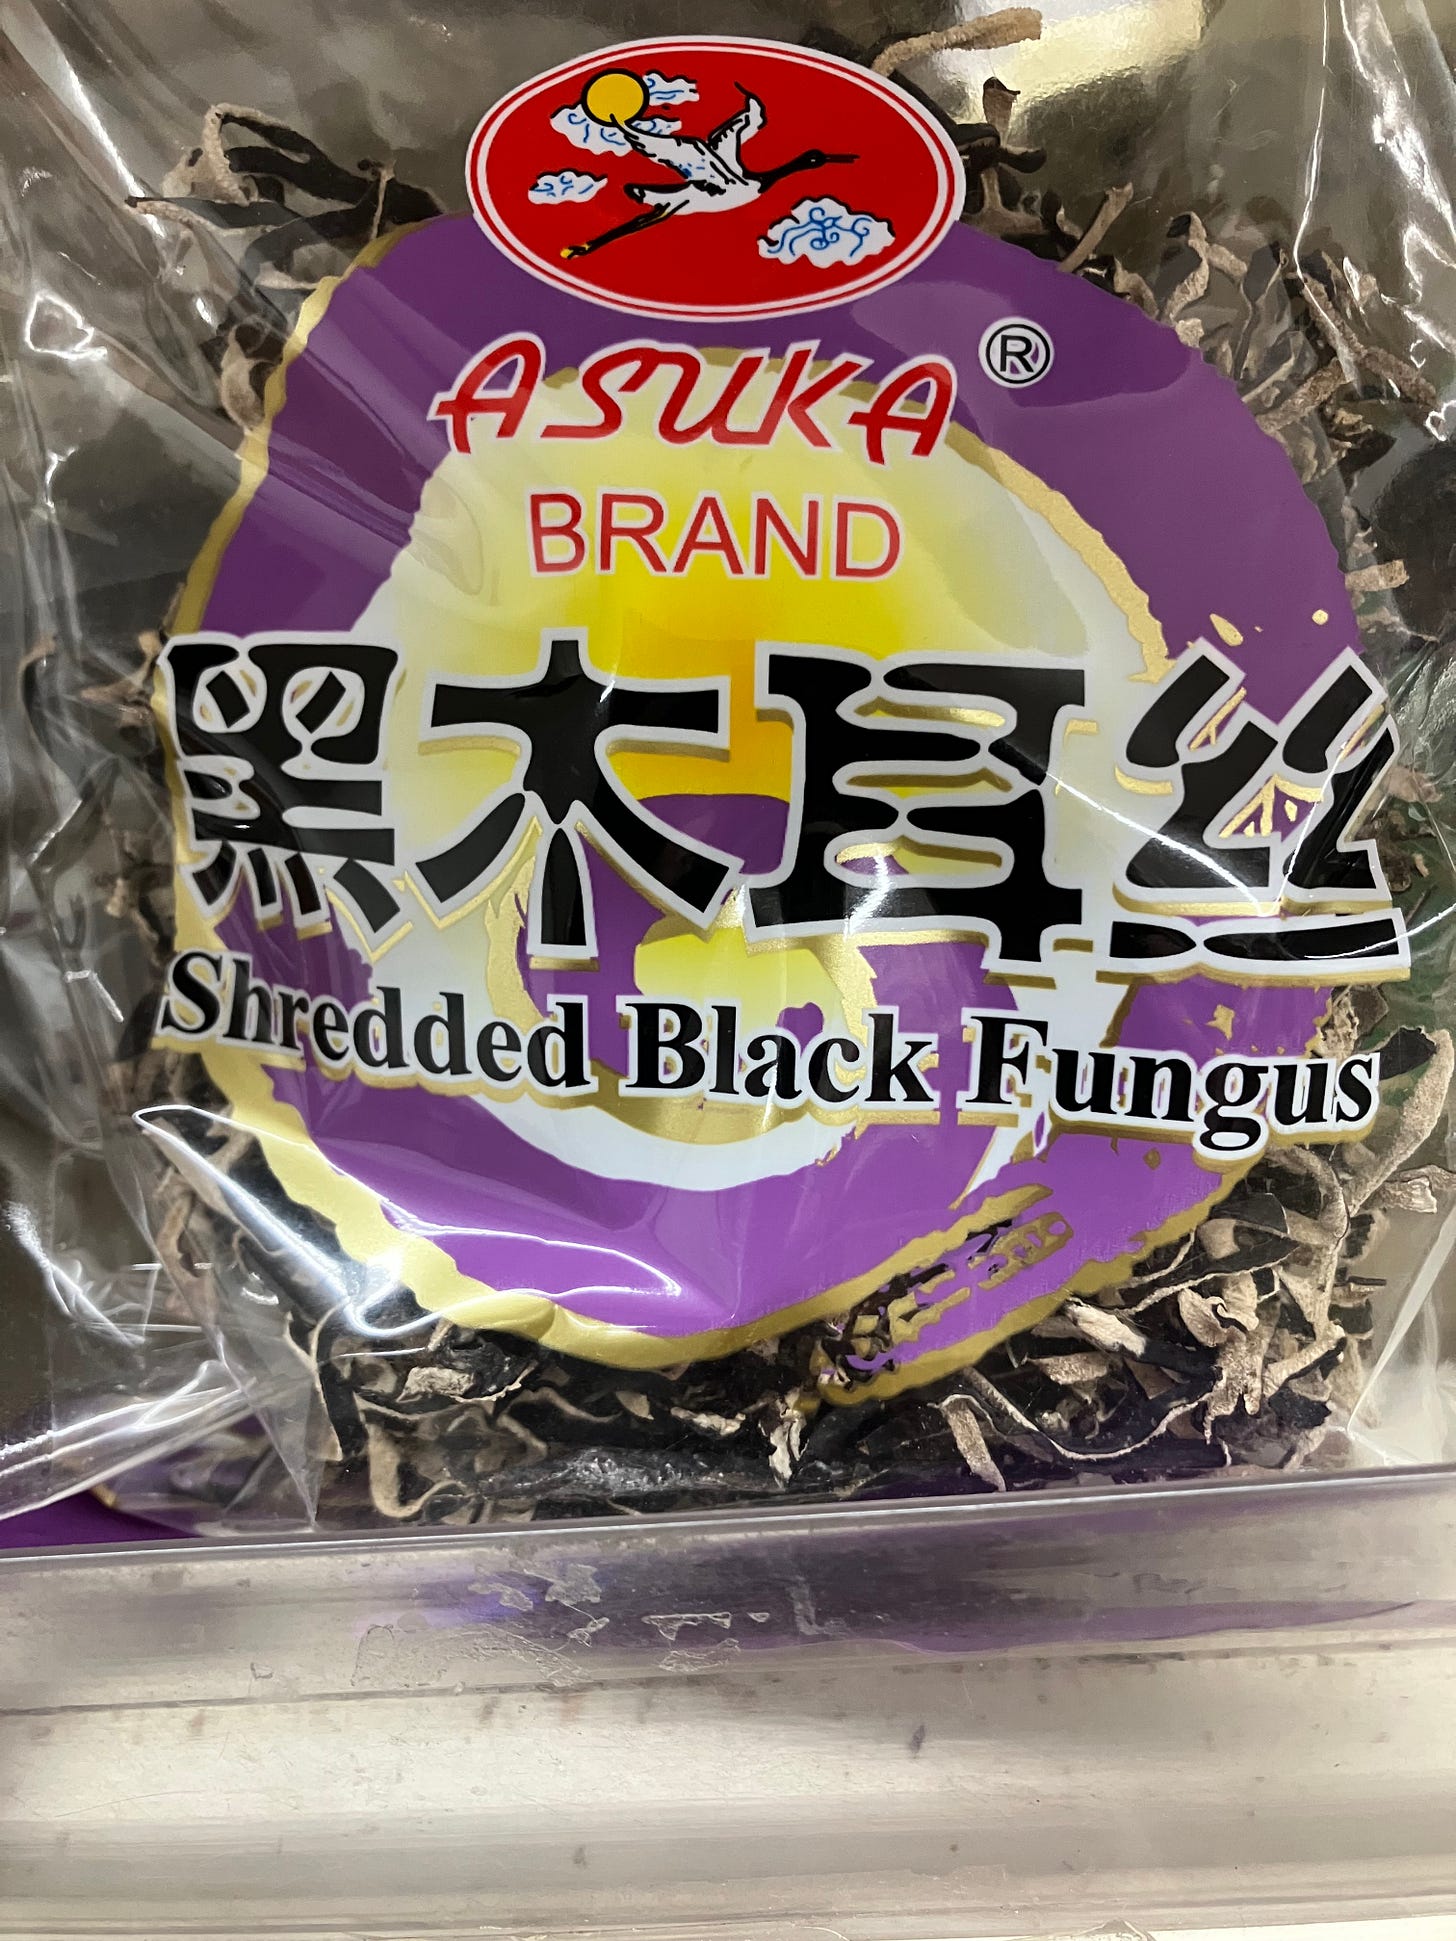 ASUKA ®
BRAND
黑木耳丝
Shredded Black Fungus